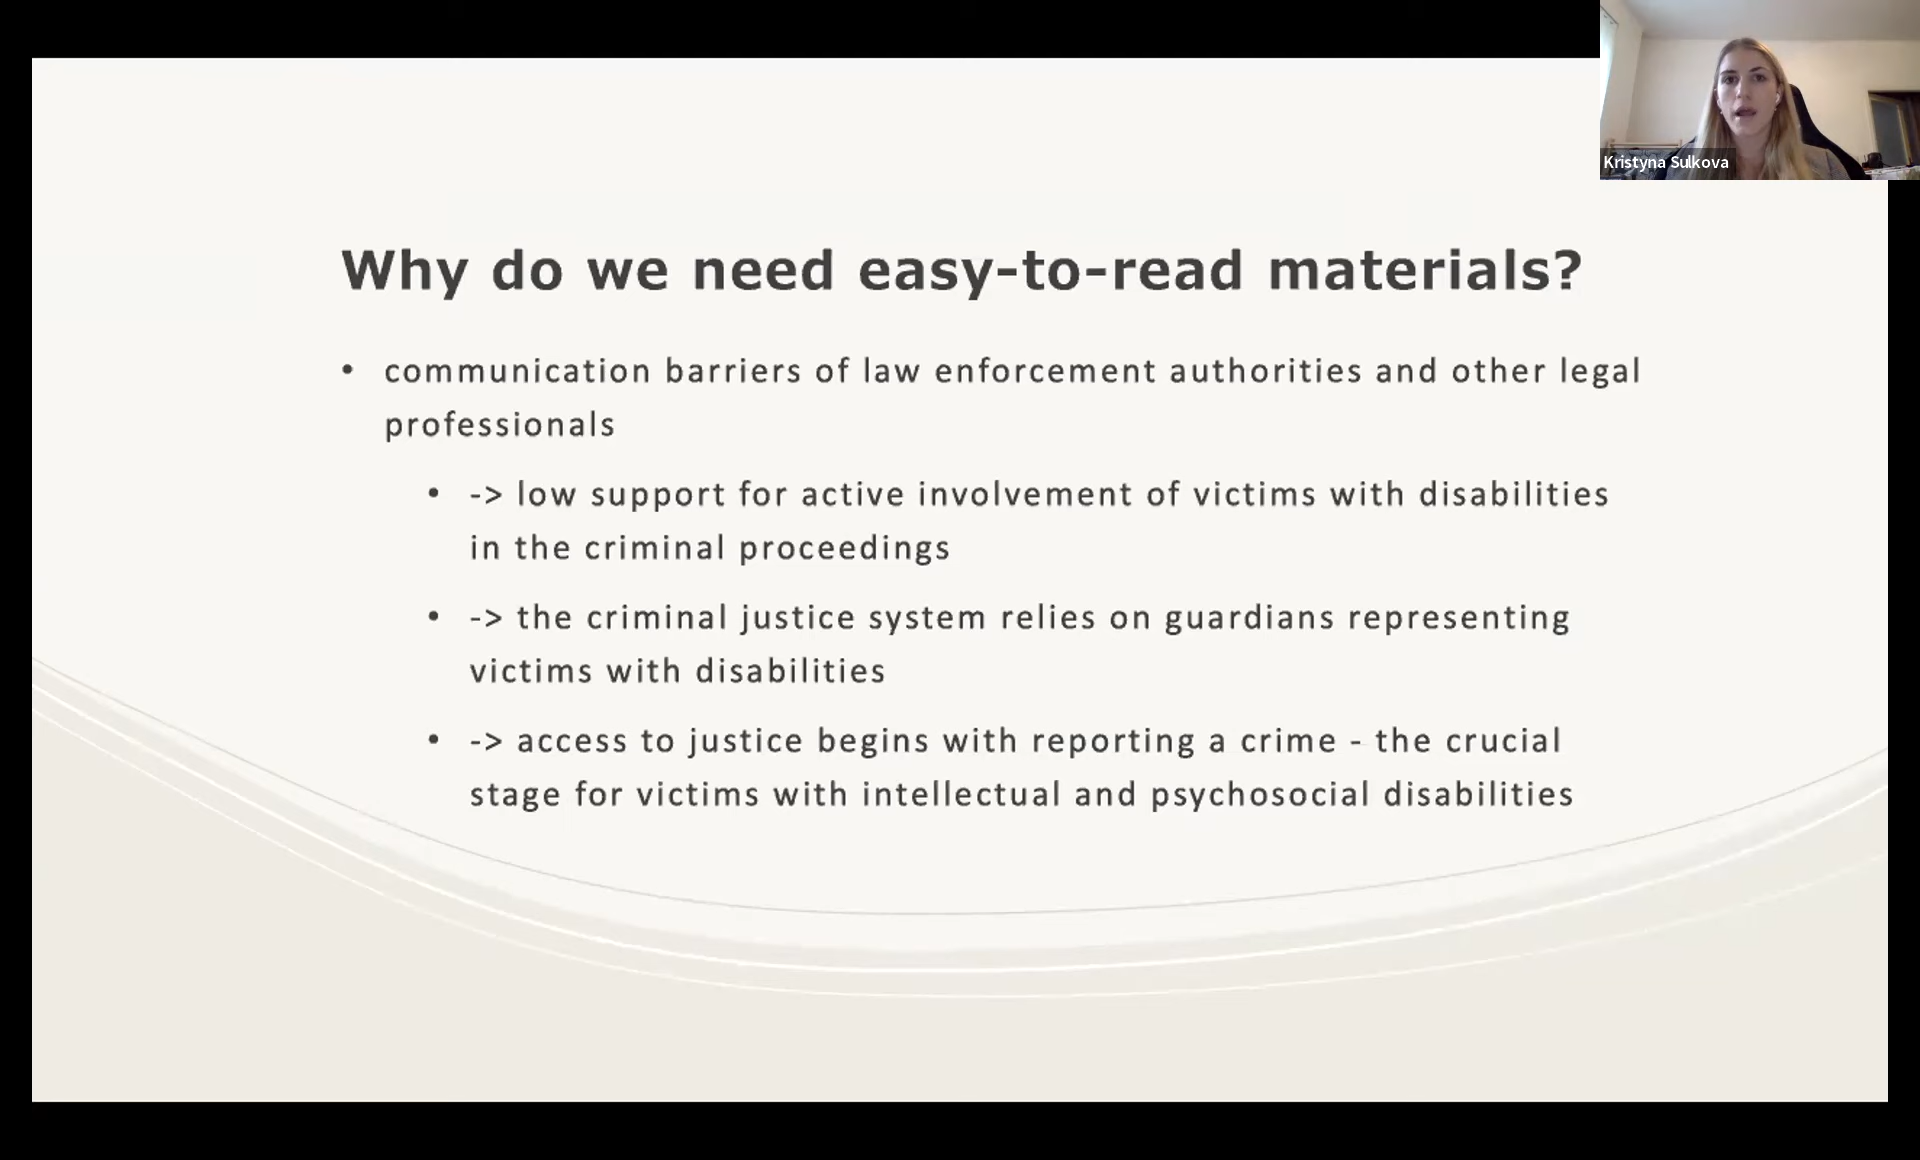 Kristyna Sulkova
Why do we need easy-to-read materials?
• communication barriers of law enforcement authorities and other legal
professionals
• -> low support for active involvement of victims with disabilities
in the criminal proceedings
• -> the criminal justice system relies on guardians representing
victims with disabilities
• -> access to justice begins with reporting a crime - the crucial
stage for victims with intellectual and psychosocial disabilities